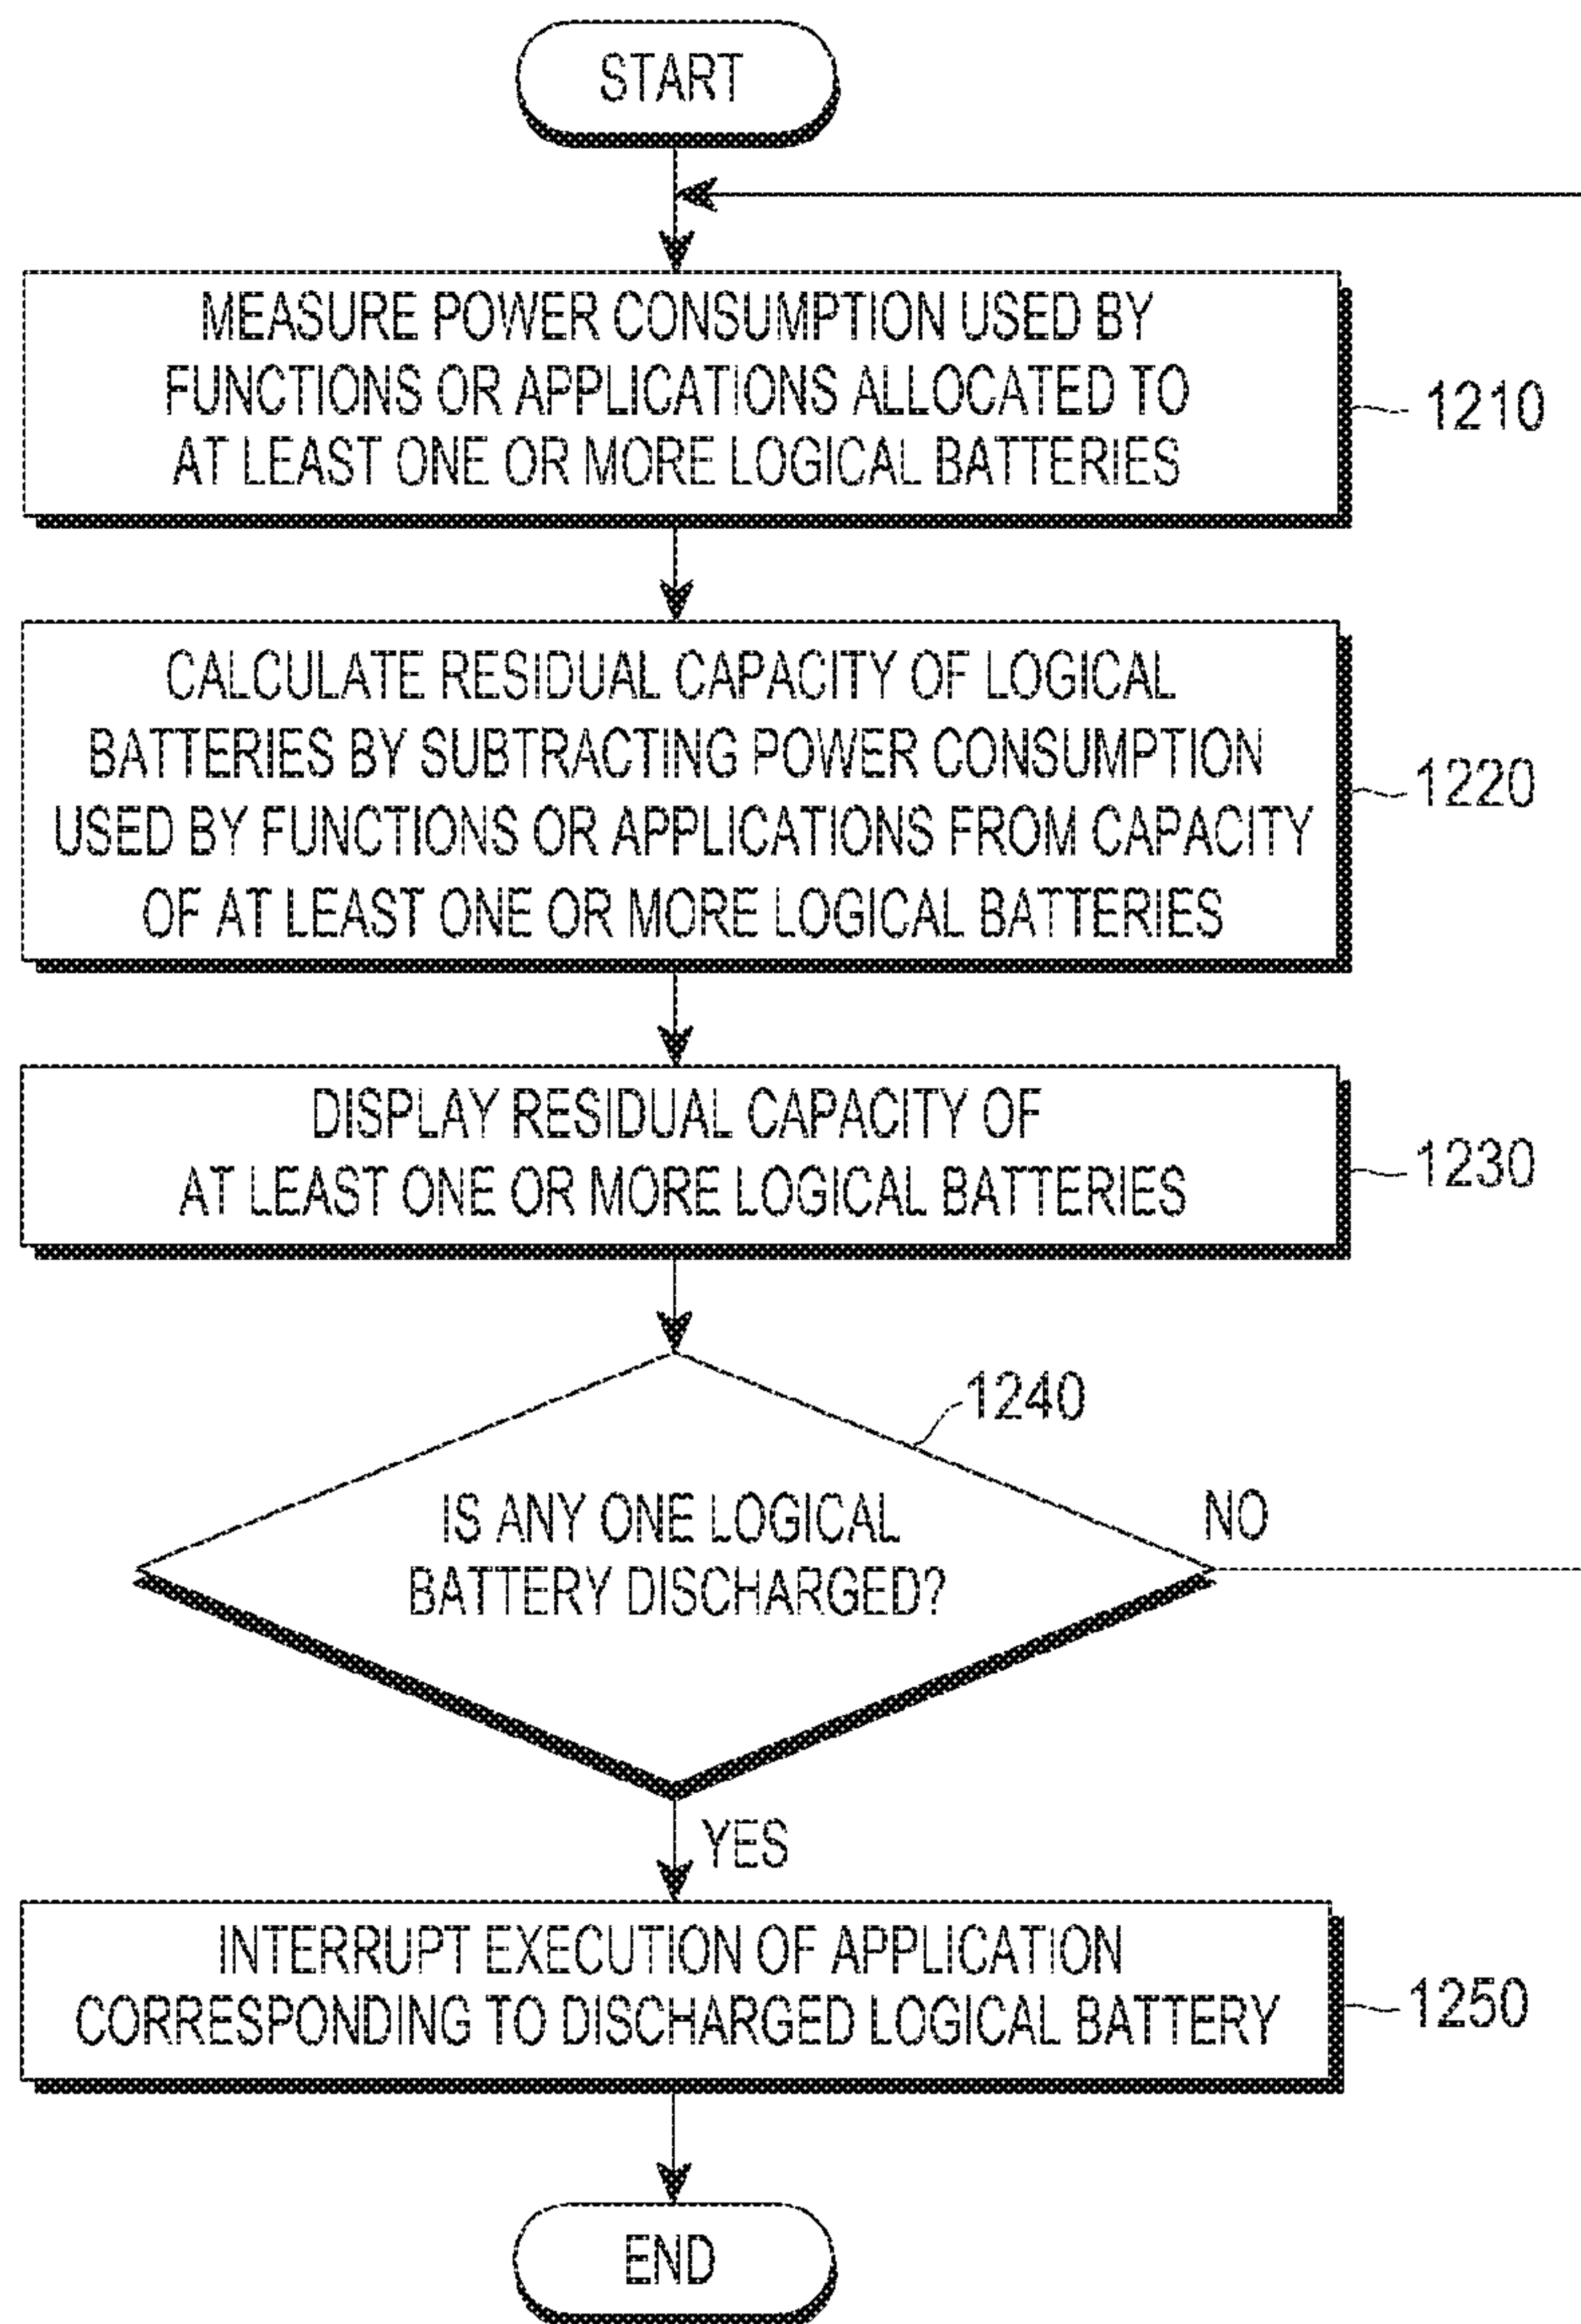 START
MEASURE POWER CONSUMPTION USED BY
FUNCTIONS OR APPLICATIONS ALLOCATED TO
AT LEAST ONE OR MORE LOGICAL BATTERIES
1210
CALCULATE RESIDUAL CAPACITY OF LOGICAL
BATTERIES BY SUBTRACTING POWER CONSUMPTION
USED BY FUNCTIONS OR APPLICATIONS FROM CAPACITY
OF AT LEAST ONE OR MORE LOGICAL BATTERIES
1220
DISPLAY RESIDUAL CAPACITY OF
AT LEAST ONE OR MORE LOGICAL BATTERIES
1230
1240
IS ANY ONE LOGICAL
BATTERY DISCHARGED?
NO
YES
INTERRUPT EXECUTION OF APPLICATION
CORRESPONDING TO DISCHARGED LOGICAL BATTERY
1250
END